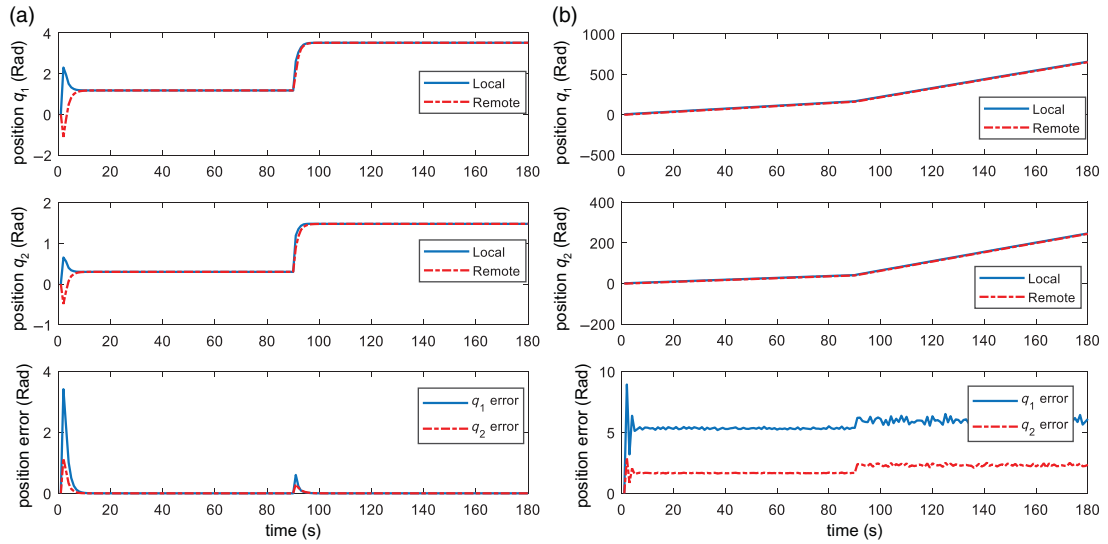 (a)
position q1 (Rad)
4
2
0
–2
0 20 40 60 80 100 120 140 160 180
Local
Remote
position q2 (Rad)
2
1
0
–1
0 20 40 60 80 100 120 140 160 180
Local
Remote
position error (Rad)
4
2
0
0 20 40 60 80 100 120 140 160 180
q1 error
q2 error
time (s)
(b)
position q1 (Rad)
1000
500
0
–500
0 20 40 60 80 100 120 140 160 180
Local
Remote
position q2 (Rad)
400
200
0
–200
0 20 40 60 80 100 120 140 160 180
Local
Remote
position error (Rad)
10
5
0
0 20 40 60 80 100 120 140 160 180
q1 error
q2 error
time (s)